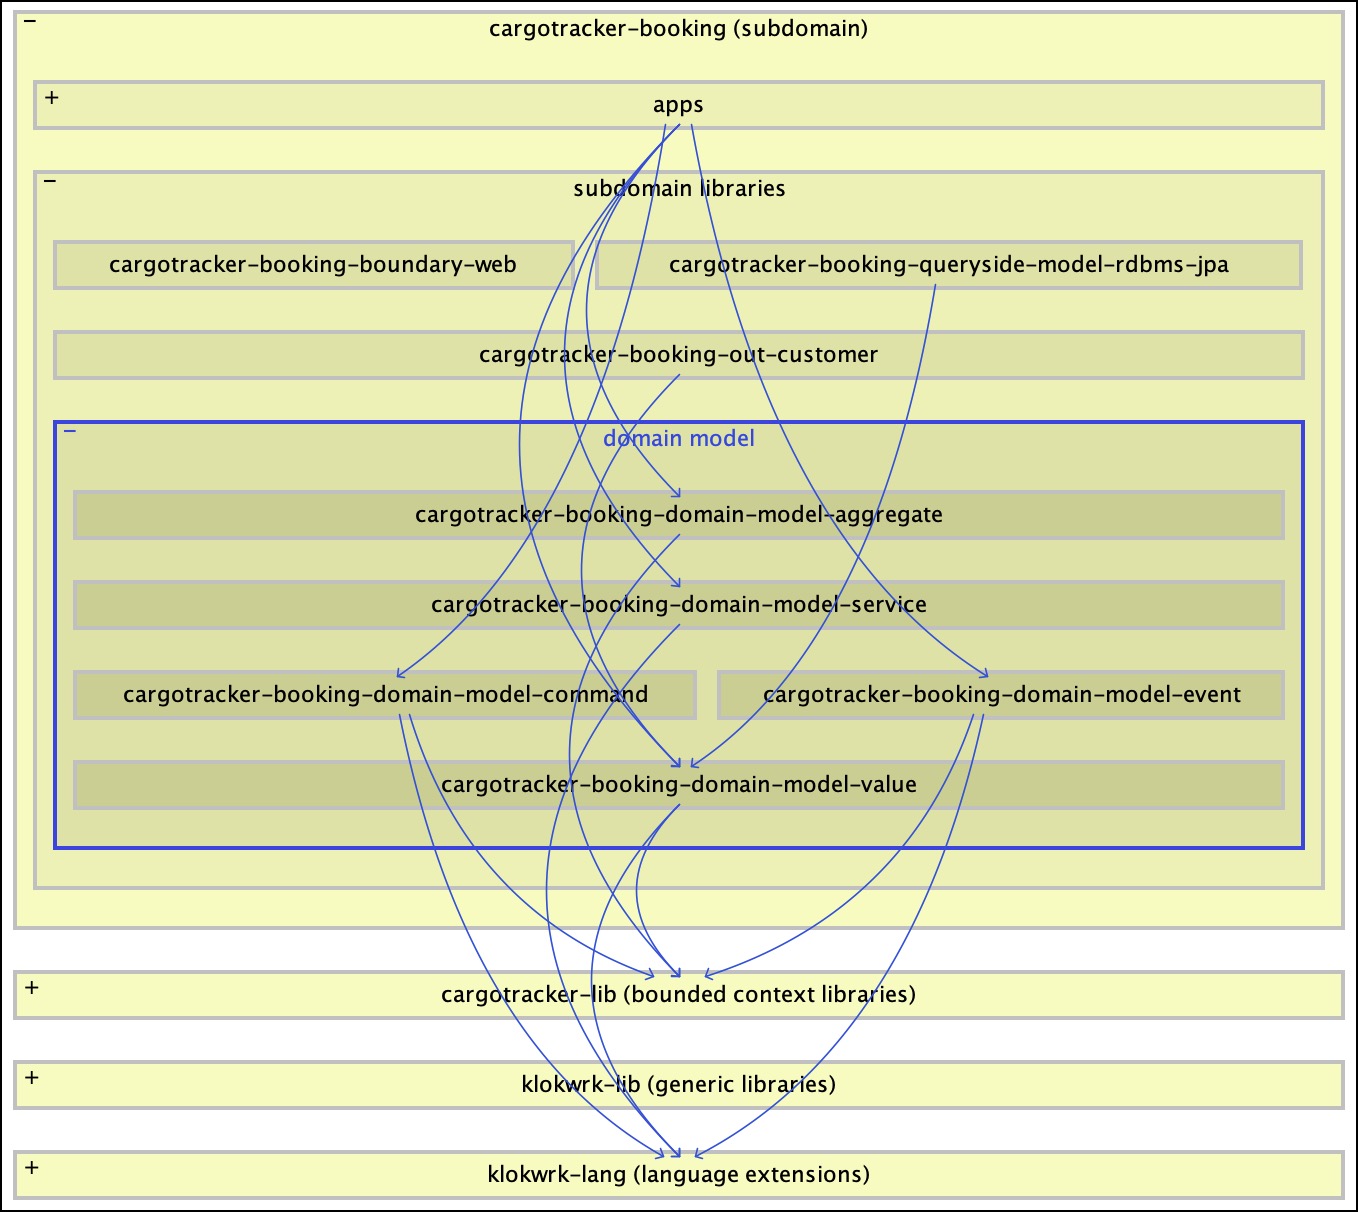 cargotracker-booking (subdomain)
apps
subdomain libraries
cargotracker-booking-boundary-web
cargotracker-booking-queryside-model-rdbms-jpa
cargotracker-booking-out-customer
domain model
cargotracker-booking-domain-model-aggregate
cargotracker-booking-domain-model-service
cargotracker-booking-domain-model-command
cargotracker-booking-domain-model-event
cargotracker-booking-domain-model-value
cargotracker-lib (bounded context libraries)
klokwrk-lib (generic libraries)
klokwrk-lang (language extensions)